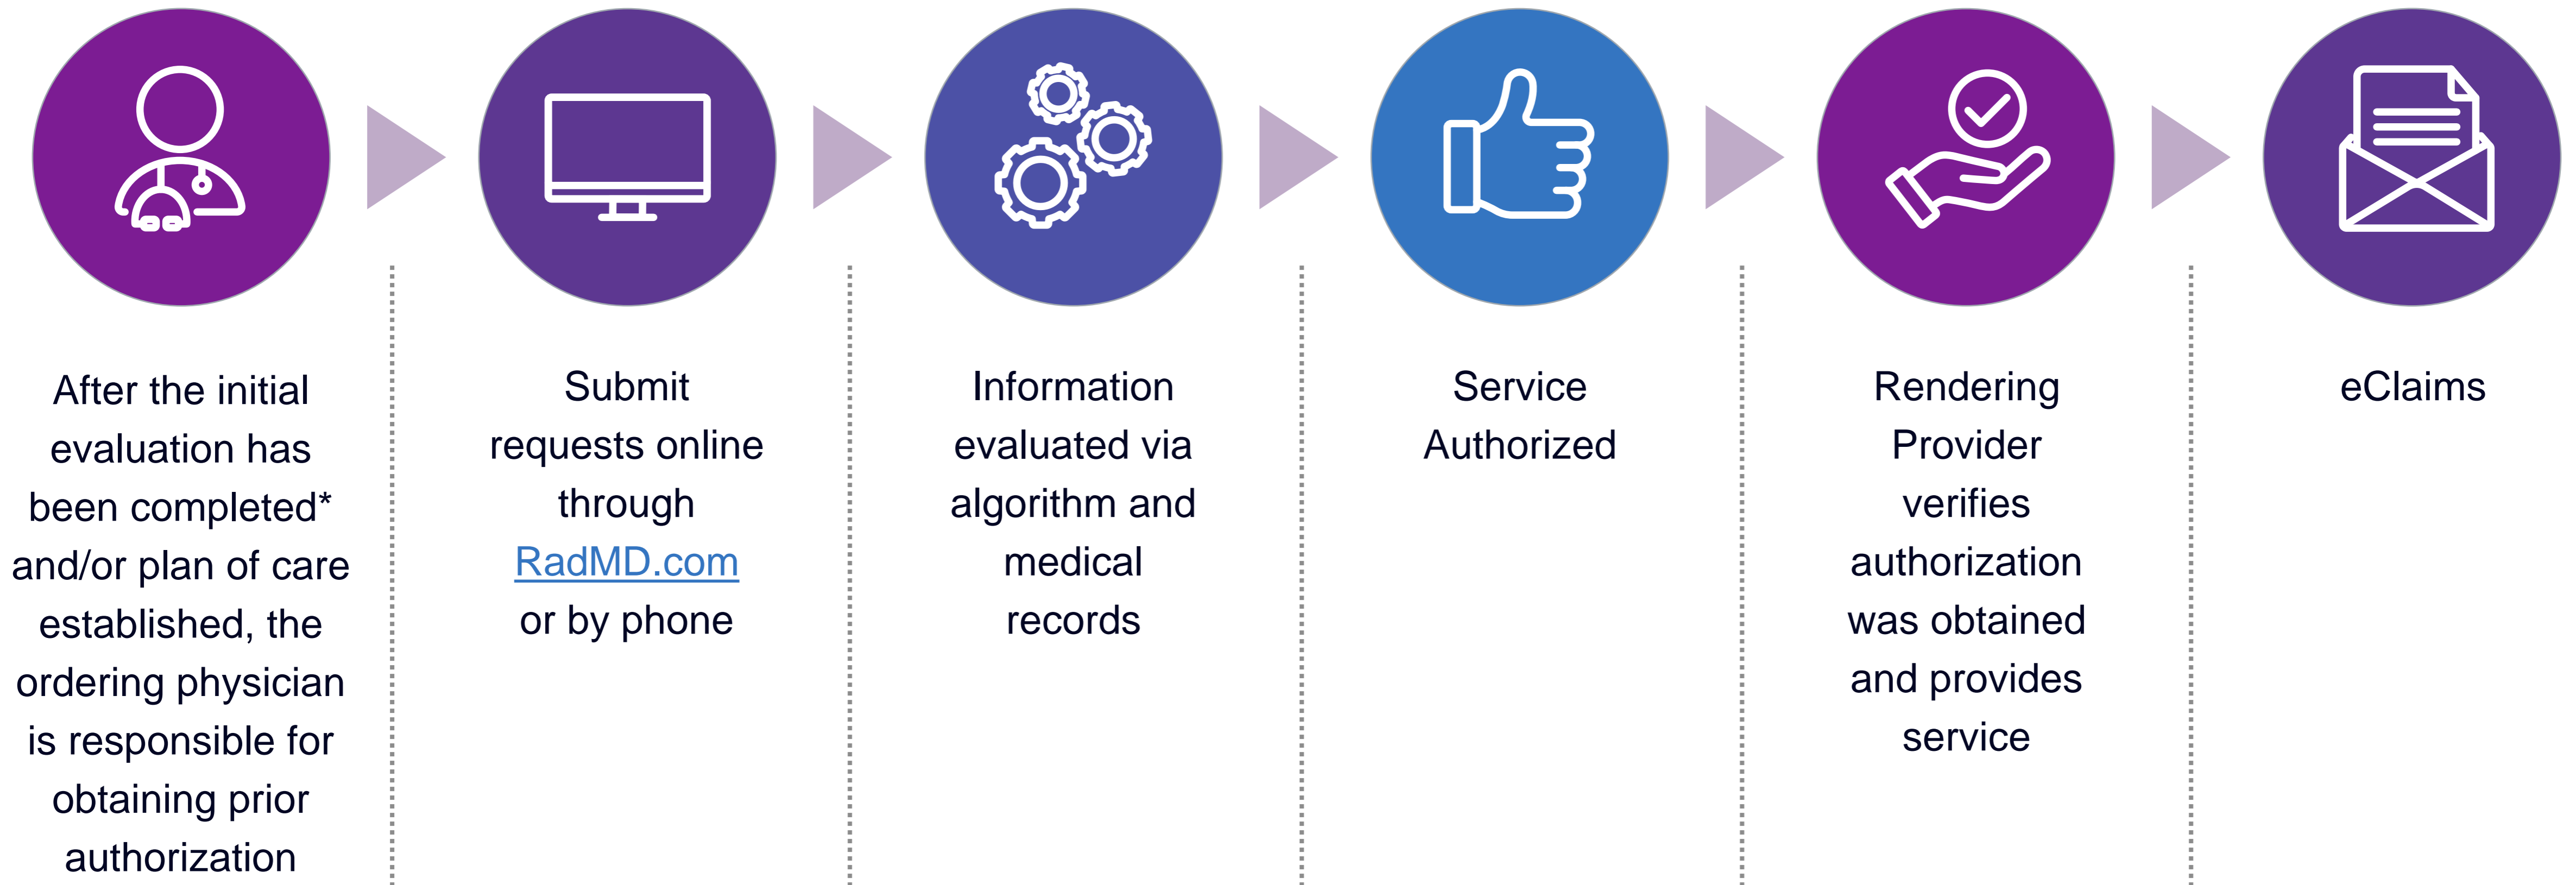 After the initial
evaluation has
been completed*
and/or plan of care
established, the
ordering physician
is responsible for
obtaining prior
authorization
Submit
requests online
through
RadMD.com
or by phone
Information
evaluated via
algorithm and
medical
records
Service
Authorized
Rendering
Provider
verifies
authorization
was obtained
and provides
service
eClaims